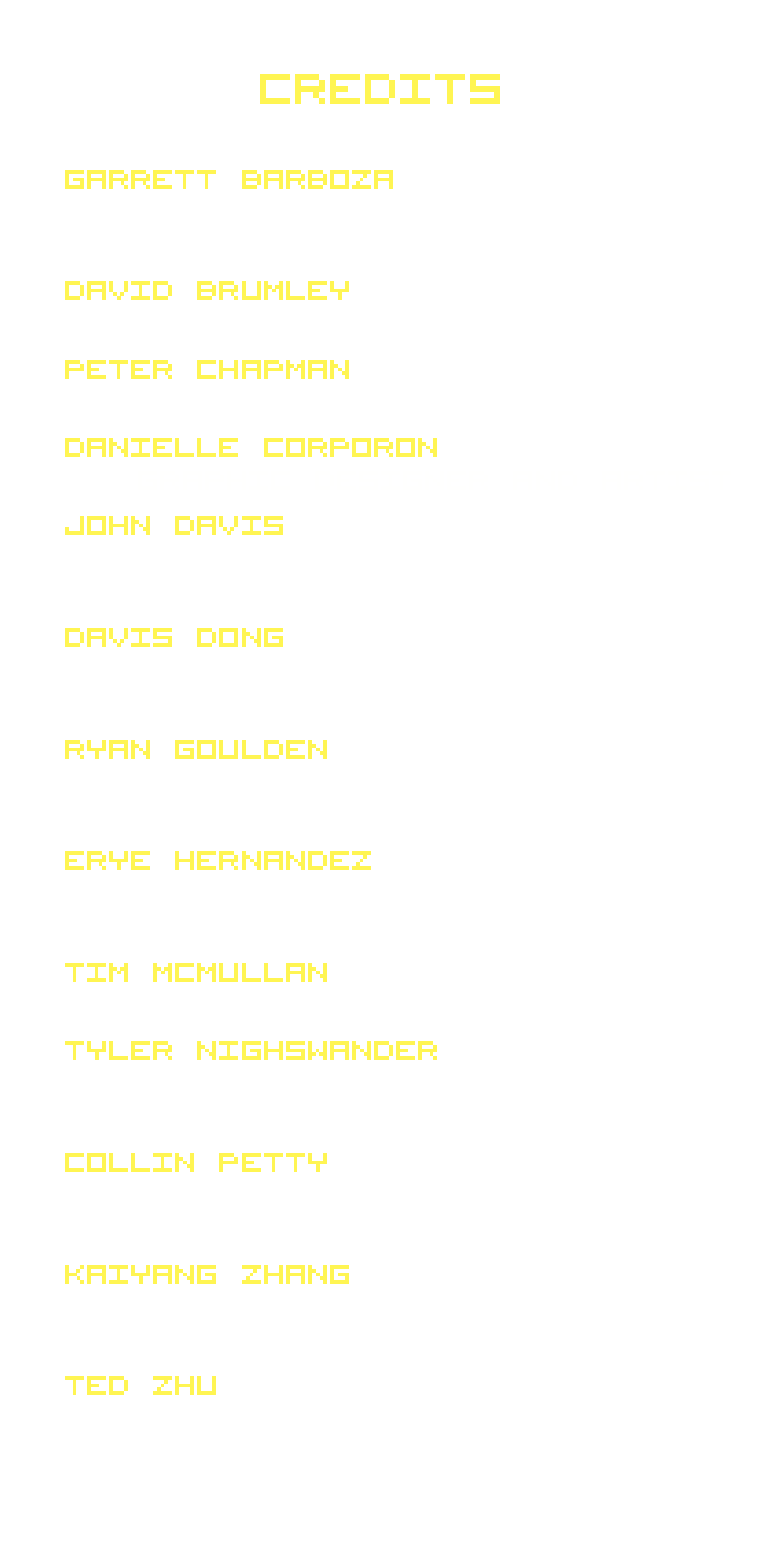 CREDITS
GARRETT BARBOZA
DAVID BRUMLEY
PETER CHAPMAN
DANIELLE CORPORON
JOHN DAVIS
DAVIS DONG
RYAN GOULDEN
ERYE HERNANDEZ
TIM MCMULLAN
TYLER NIGHSWANDER
COLLIN PETTY
KAIYANG ZHANG
TED ZHU